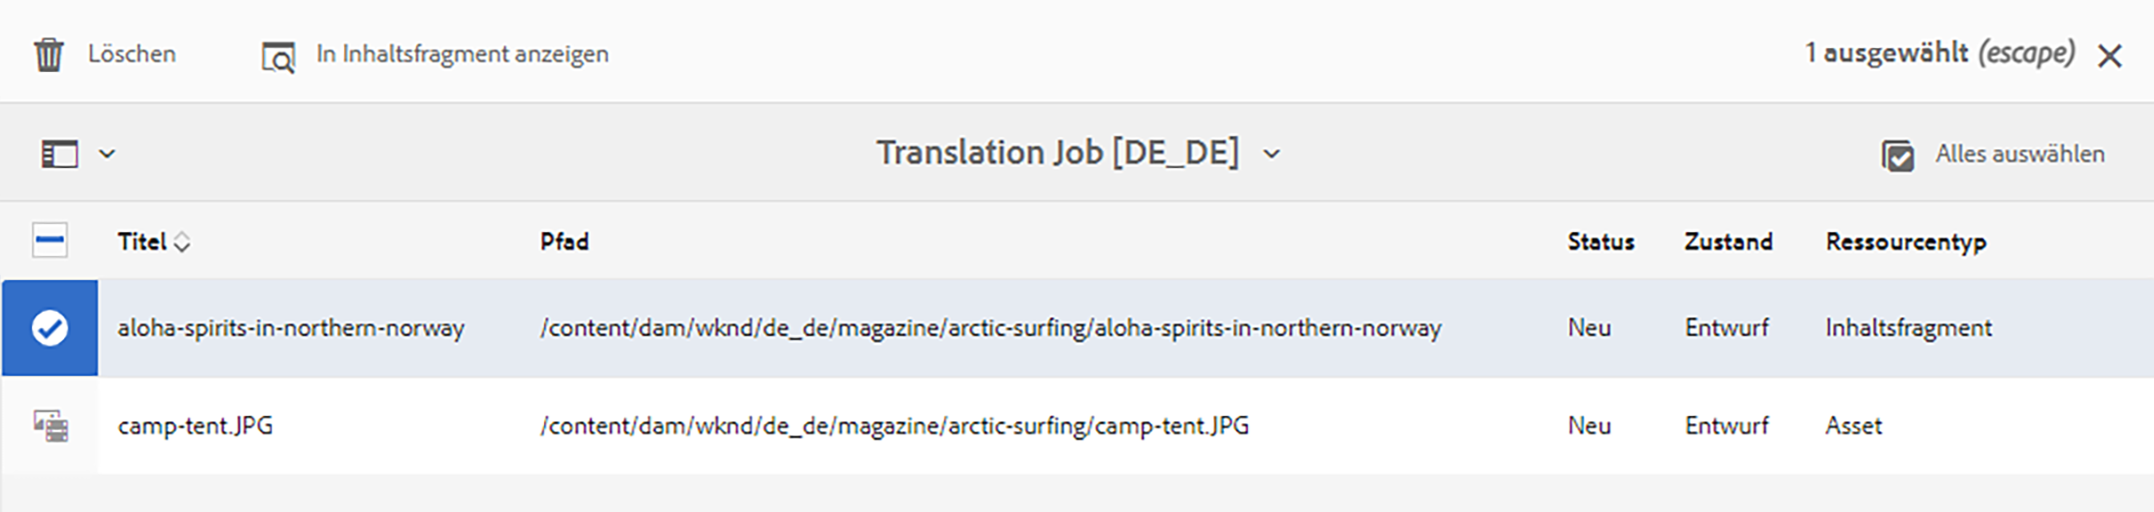 Löschen In Inhaltsfragment anzeigen 1 ausgewählt (escape)
Translation Job [DE_DE] Alles auswählen
Titel Pfad Status Zustand Ressourcentyp
aloha-spirits-in-northern-norway /content/dam/wknd/de_de/magazine/arctic-surfing/aloha-spirits-in-northern-norway Neu Entwurf Inhaltsfragment
camp-tent.JPG /content/dam/wknd/de_de/magazine/arctic-surfing/camp-tent.JPG Neu Entwurf Asset